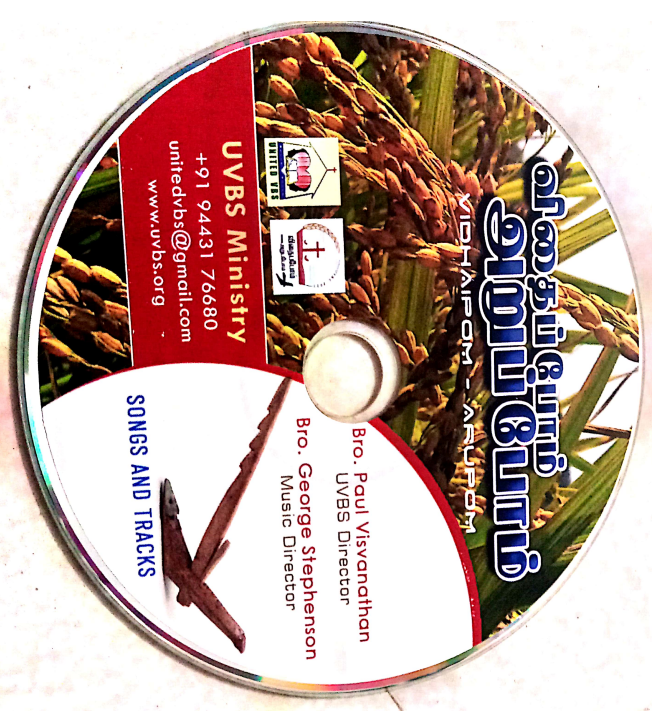 விதைப்போம்
அறுப்போம்
VIDHAIPOM - ARUPOM
UNITED VBS
UVBS Ministry
+91 94431 76680
unitedvbs@gmail.com
www.uvbs.org
Bro. Paul Visvanathan
UVBS Director
Bro. George Stephenson
Music Director
SONGS AND TRACKS